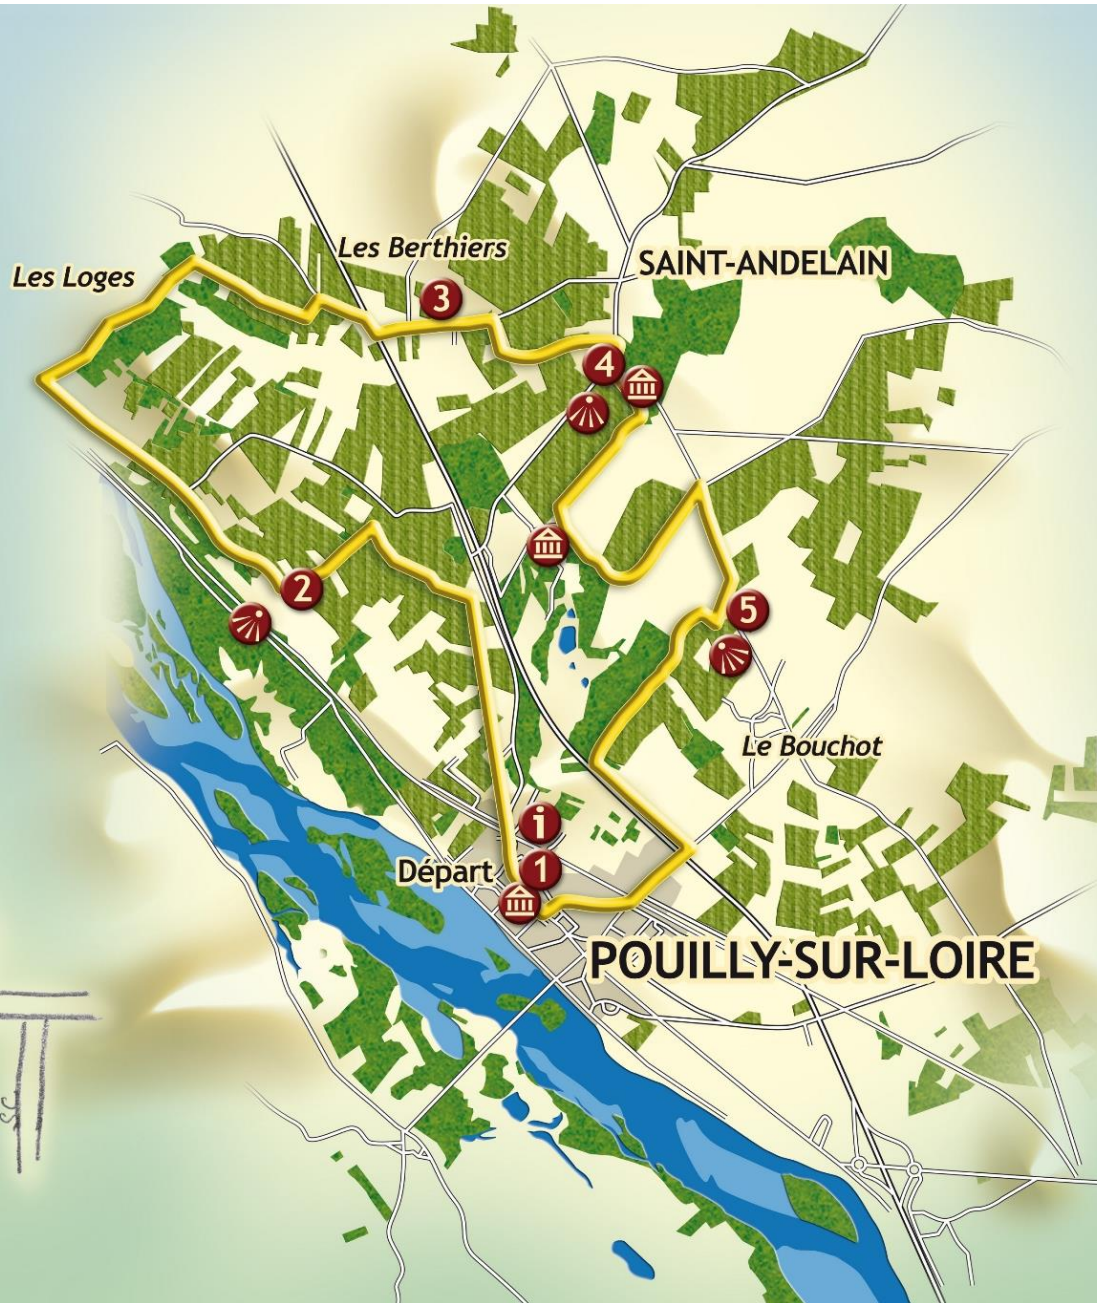 Les Berthiers
SAINT-ANDELAIN
Les Loges
3
4
2
5
Le Bouchot
i
Départ
1
POUILLY-SUR-LOIRE